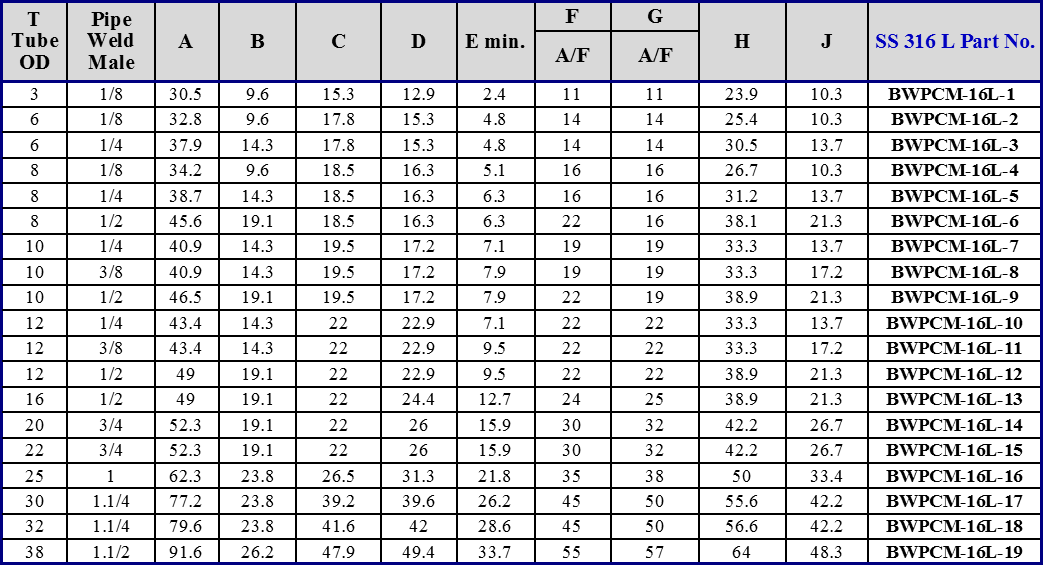 T Tube OD Pipe Weld Male A B C D E min. F A/F G A/F H J SS 316 L Part No.
3 1/8 30.5 9.6 15.3 12.9 2.4 11 11 23.9 10.3 BWPCM-16L-1
6 1/8 32.8 9.6 17.8 15.3 4.8 14 14 25.4 10.3 BWPCM-16L-2
6 1/4 37.9 14.3 17.8 15.3 4.8 14 14 30.5 13.7 BWPCM-16L-3
8 1/8 34.2 9.6 18.5 16.3 5.1 16 16 26.7 10.3 BWPCM-16L-4
8 1/4 38.7 14.3 18.5 16.3 6.3 16 16 31.2 13.7 BWPCM-16L-5
8 1/2 45.6 19.1 18.5 16.3 6.3 22 16 38.1 21.3 BWPCM-16L-6
10 1/4 40.9 14.3 19.5 17.2 7.1 19 19 33.3 13.7 BWPCM-16L-7
10 3/8 40.9 14.3 19.5 17.2 7.9 19 19 33.3 17.2 BWPCM-16L-8
10 1/2 46.5 19.1 19.5 17.2 7.9 22 19 38.9 21.3 BWPCM-16L-9
12 1/4 43.4 14.3 22 22.9 7.1 22 22 33.3 13.7 BWPCM-16L-10
12 3/8 43.4 14.3 22 22.9 9.5 22 22 33.3 17.2 BWPCM-16L-11
12 1/2 49 19.1 22 22.9 9.5 22 22 38.9 21.3 BWPCM-16L-12
16 1/2 49 19.1 22 24.4 12.7 24 25 38.9 21.3 BWPCM-16L-13
20 3/4 52.3 19.1 22 26 15.9 30 32 42.2 26.7 BWPCM-16L-14
22 3/4 52.3 19.1 22 26 15.9 30 32 42.2 26.7 BWPCM-16L-15
25 1 62.3 23.8 26.5 31.3 21.8 35 38 50 33.4 BWPCM-16L-16
30 1.1/4 77.2 23.8 39.2 39.6 26.2 45 50 55.6 42.2 BWPCM-16L-17
32 1.1/4 79.6 23.8 41.6 42 28.6 45 50 56.6 42.2 BWPCM-16L-18
38 1.1/2 91.6 26.2 47.9 49.4 33.7 55 57 64 48.3 BWPCM-16L-19